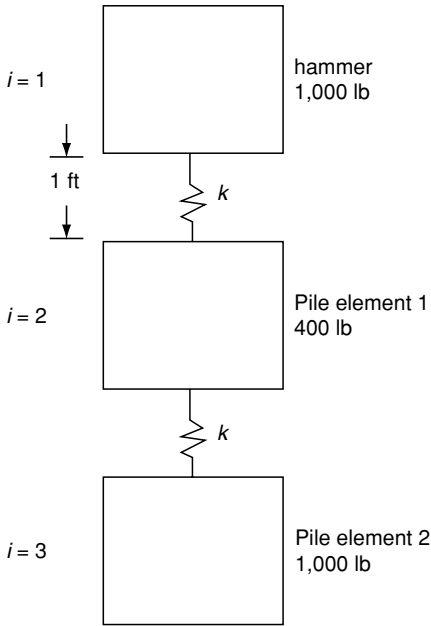 i = 1
hammer
1,000 lb
1 ft
k
i = 2
Pile element 1
400 lb
k
i = 3
Pile element 2
1,000 lb